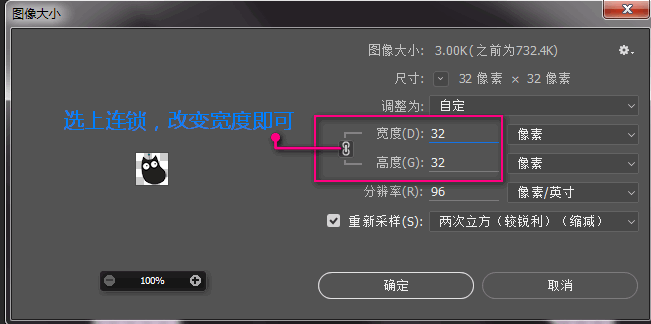 图像大小
图像大小: 3.00K(之前为732.4K)
尺寸: 32 像素 × 32 像素
调整为: 自定
选上连锁，改变宽度即可
宽度(D): 32 像素
高度(G): 32 像素
分辨率(R): 96 像素/英寸
重新采样(S): 两次立方（较锐利）（缩减）
100%
确定 取消